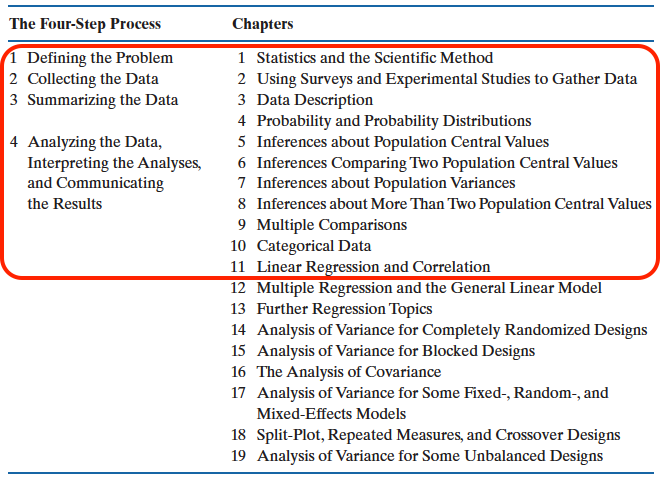 The Four-Step Process Chapters
1 Defining the Problem 1 Statistics and the Scientific Method
2 Collecting the Data 2 Using Surveys and Experimental Studies to Gather Data
3 Summarizing the Data 3 Data Description
4 Probability and Probability Distributions
4 Analyzing the Data, 5 Inferences about Population Central Values
Interpreting the Analyses, 6 Inferences Comparing Two Population Central Values
and Communicating 7 Inferences about Population Variances
the Results 8 Inferences about More Than Two Population Central Values
9 Multiple Comparisons
10 Categorical Data
11 Linear Regression and Correlation
12 Multiple Regression and the General Linear Model
13 Further Regression Topics
14 Analysis of Variance for Completely Randomized Designs
15 Analysis of Variance for Blocked Designs
16 The Analysis of Covariance
17 Analysis of Variance for Some Fixed-, Random-, and
Mixed-Effects Models
18 Split-Plot, Repeated Measures, and Crossover Designs
19 Analysis of Variance for Some Unbalanced Designs